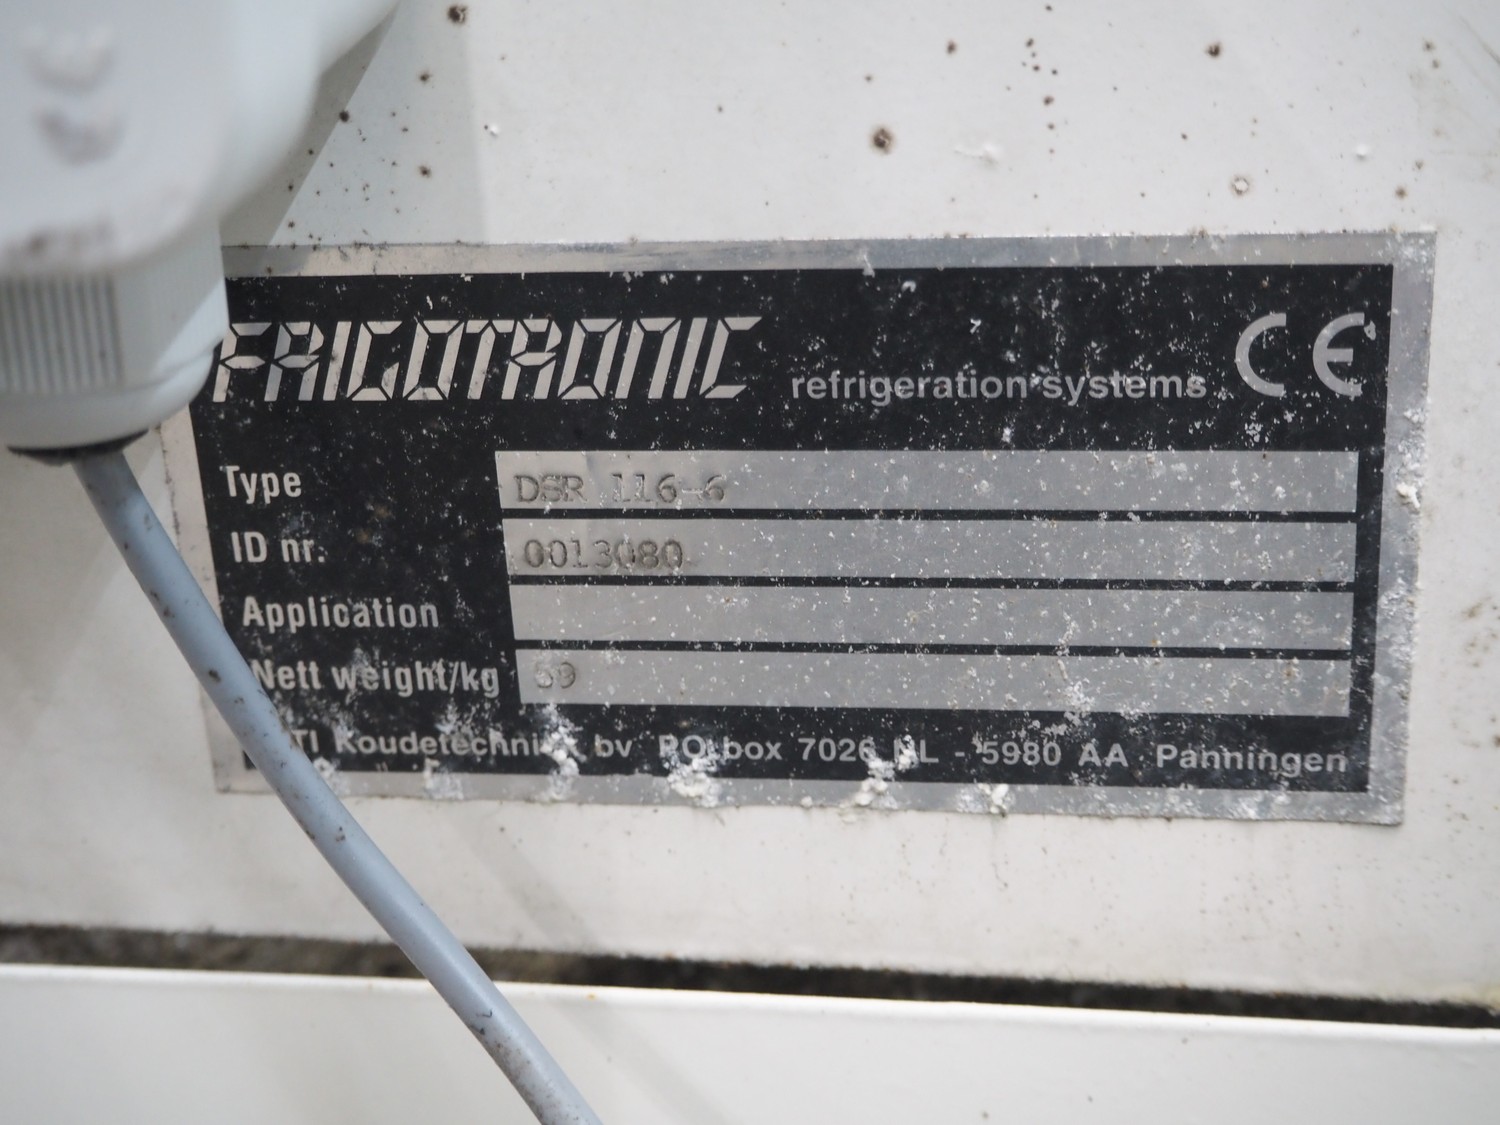 FRIGOTRONIC refrigeration systems CE
Type DSR 116-6
ID nr. 0013080
Application
Nett weight/kg 59
TI Koudetechniek bv PO box 7026 NL - 5980 AA Panningen